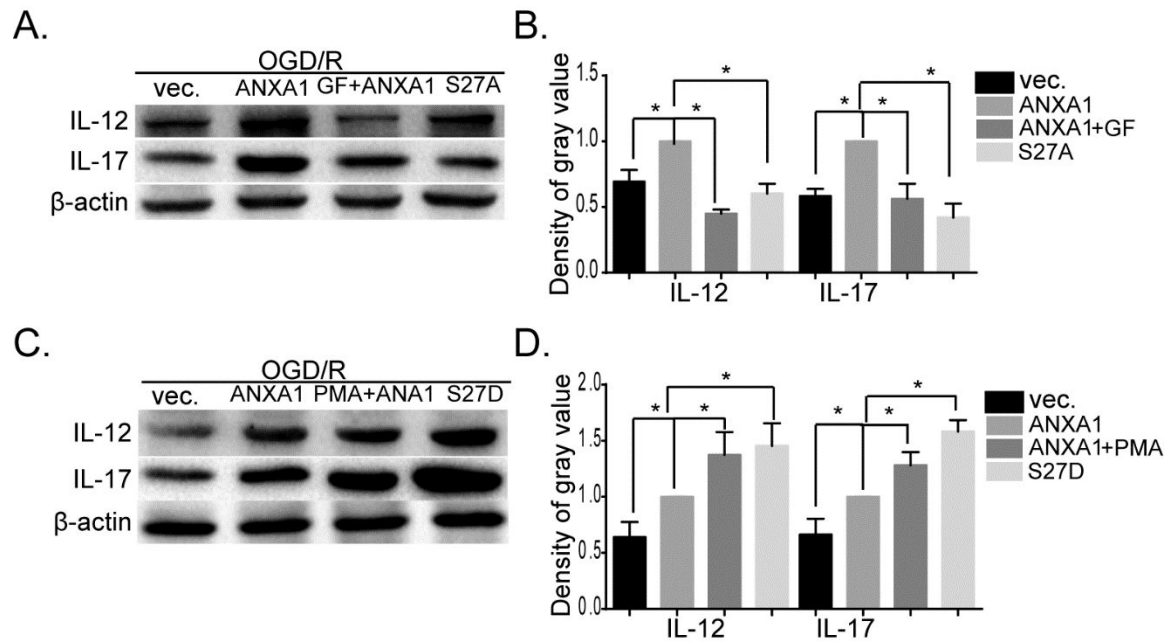 A.
OGD/R
vec. ANXA1 GF+ANXA1 S27A
IL-12
IL-17
β-actin
B.
Density of gray value
1.5
1.0
0.5
0.0
* * *
* * *
IL-12 IL-17
vec.
ANXA1
ANXA1+GF
S27A
C.
OGD/R
vec. ANXA1 PMA+ANA1 S27D
IL-12
IL-17
β-actin
D.
Density of gray value
2.0
1.5
1.0
0.5
0.0
* * *
* * *
IL-12 IL-17
vec.
ANXA1
ANXA1+PMA
S27D